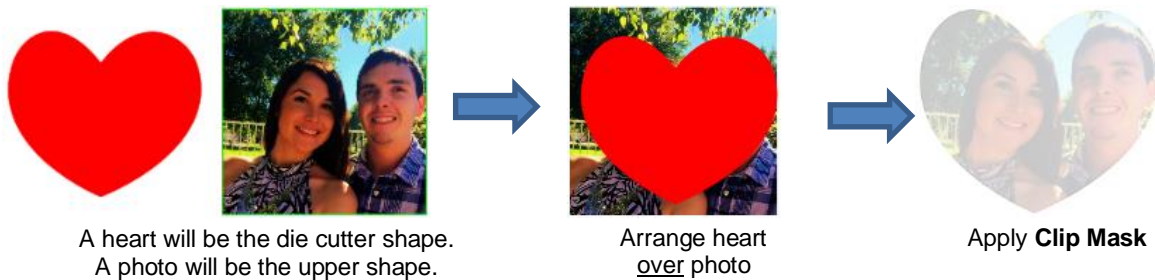 A heart will be the die cutter shape.
A photo will be the upper shape.
Arrange heart
over photo
Apply Clip Mask